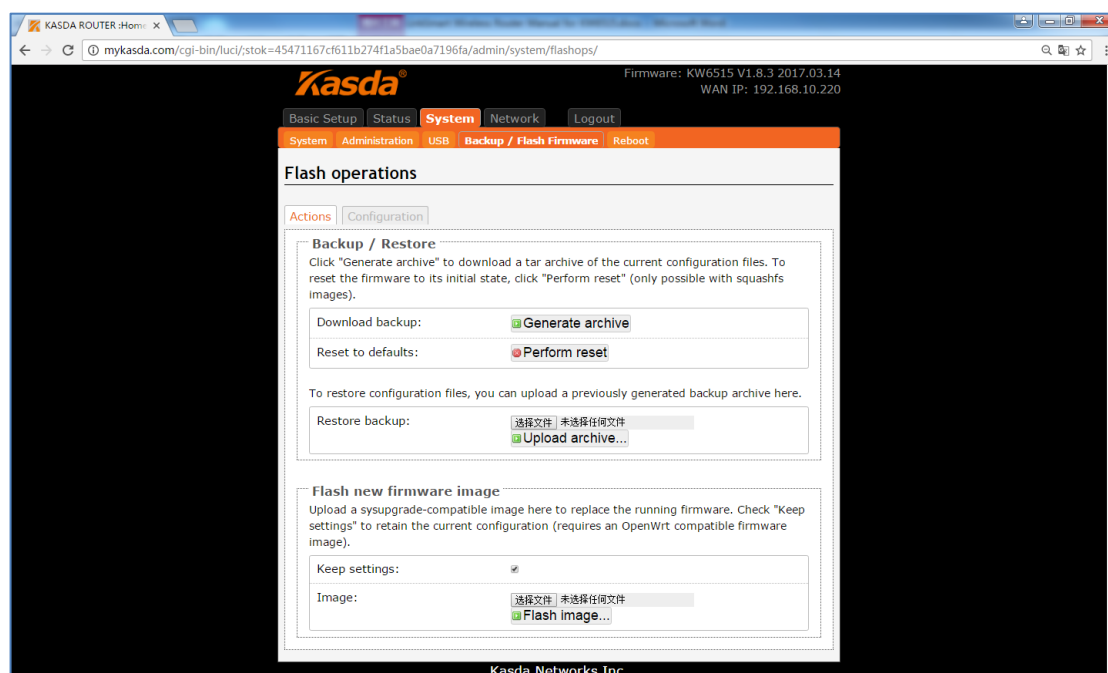 KASDA ROUTER :Home
mykasda.com/cgi-bin/luci/;stok=45471167cf611b274f1a5bae0a7196fa/admin/system/flashops/
Kasda®
Firmware: KW6515 V1.8.3 2017.03.14
WAN IP: 192.168.10.220
Basic Setup Status System Network Logout
System Administration USB Backup / Flash Firmware Reboot
Flash operations
Actions Configuration
Backup / Restore
Click "Generate archive" to download a tar archive of the current configuration files. To
reset the firmware to its initial state, click "Perform reset" (only possible with squashfs
images).
Download backup: Generate archive
Reset to defaults: Perform reset
To restore configuration files, you can upload a previously generated backup archive here.
Restore backup: 选择文件 未选择任何文件
Upload archive...
Flash new firmware image
Upload a sysupgrade-compatible image here to replace the running firmware. Check "Keep
settings" to retain the current configuration (requires an OpenWrt compatible firmware
image).
Keep settings:
Image: 选择文件 未选择任何文件
Flash image...
Kasda Networks Inc